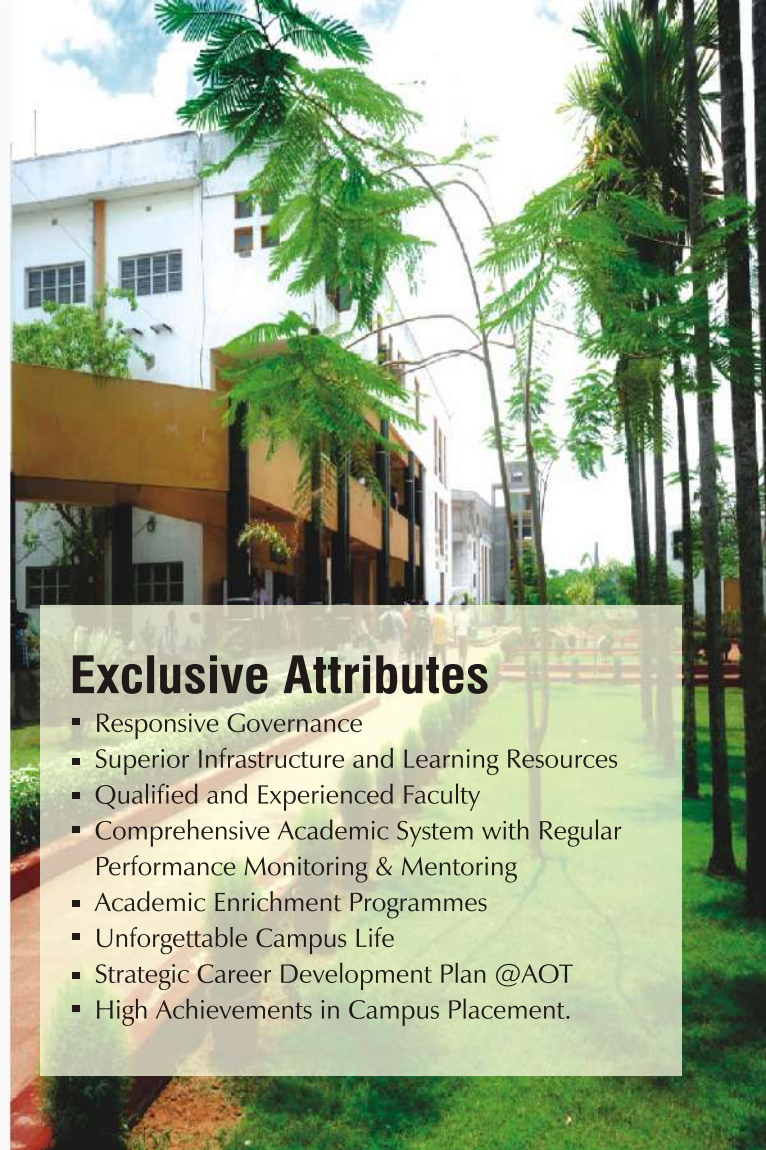 Exclusive Attributes
▪ Responsive Governance
▪ Superior Infrastructure and Learning Resources
▪ Qualified and Experienced Faculty
▪ Comprehensive Academic System with Regular
Performance Monitoring & Mentoring
▪ Academic Enrichment Programmes
▪ Unforgettable Campus Life
▪ Strategic Career Development Plan @AOT
▪ High Achievements in Campus Placement.